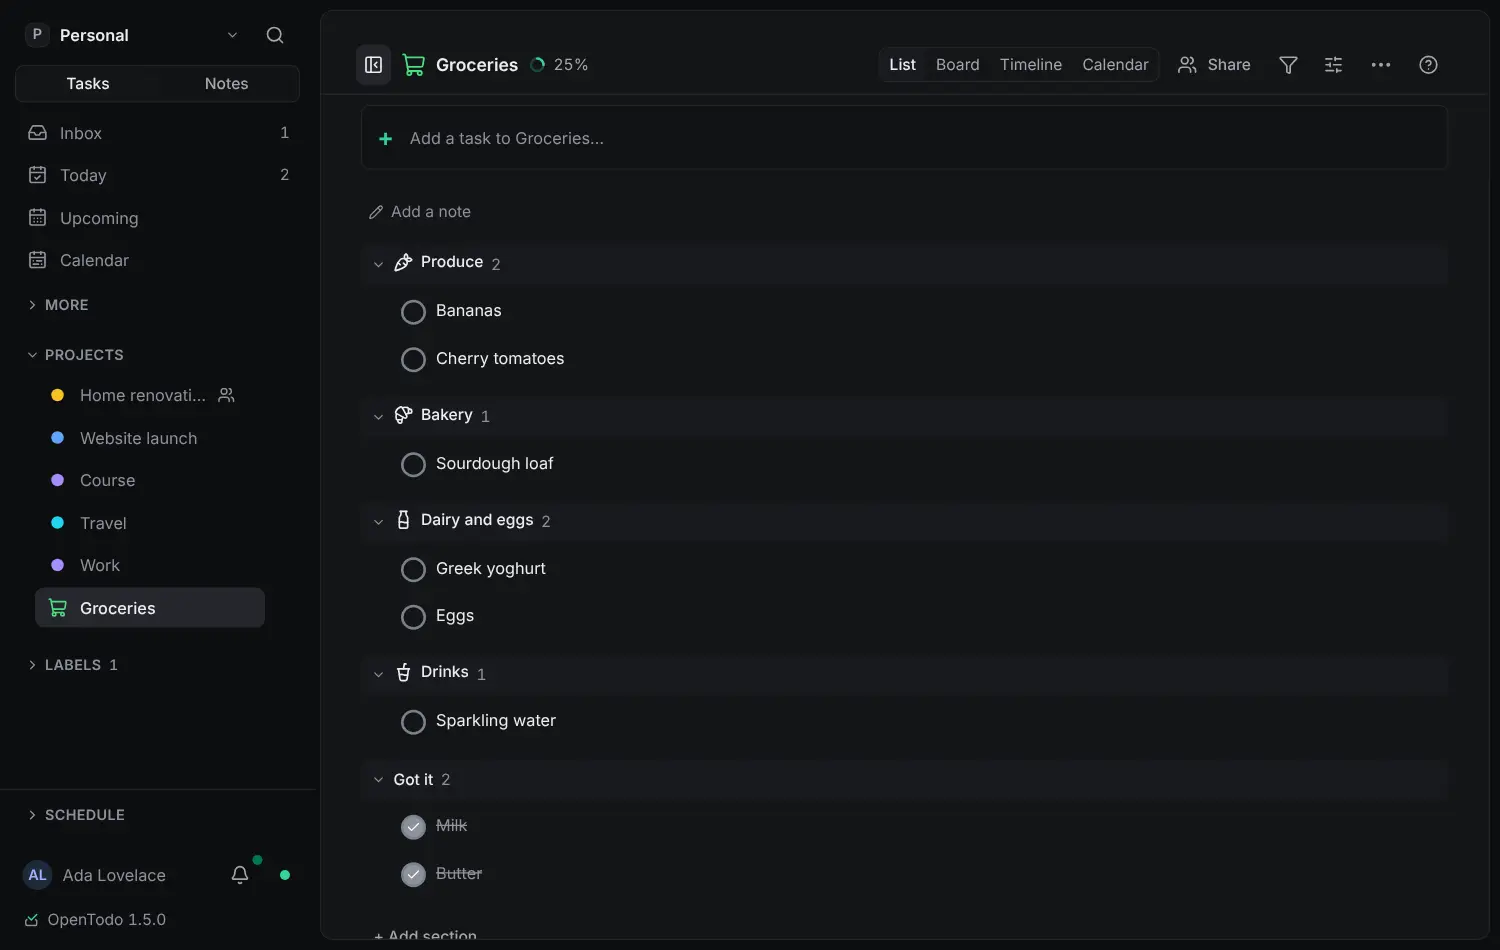 P Personal
Tasks Notes
Inbox 1
Today 2
Upcoming
Calendar
MORE
PROJECTS
Home renovati...
Website launch
Course
Travel
Work
Groceries
LABELS 1
SCHEDULE
AL Ada Lovelace
OpenTodo 1.5.0
Groceries 25%
List Board Timeline Calendar Share
+ Add a task to Groceries...
Add a note
Produce 2
Bananas
Cherry tomatoes
Bakery 1
Sourdough loaf
Dairy and eggs 2
Greek yoghurt
Eggs
Drinks 1
Sparkling water
Got it 2
Milk
Butter
+ Add section